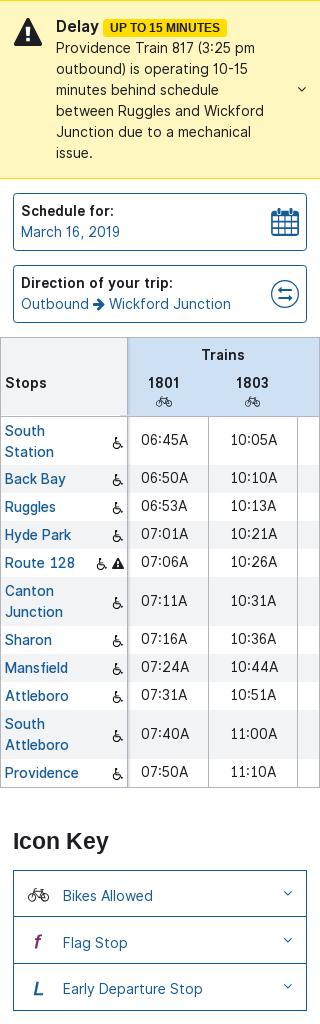 Delay UP TO 15 MINUTES
Providence Train 817 (3:25 pm
outbound) is operating 10-15
minutes behind schedule
between Ruggles and Wickford
Junction due to a mechanical
issue.
Schedule for:
March 16, 2019
Direction of your trip:
Outbound → Wickford Junction
Trains
Stops 1801 1803
South
Station 06:45A 10:05A
Back Bay 06:50A 10:10A
Ruggles 06:53A 10:13A
Hyde Park 07:01A 10:21A
Route 128 07:06A 10:26A
Canton
Junction 07:11A 10:31A
Sharon 07:16A 10:36A
Mansfield 07:24A 10:44A
Attleboro 07:31A 10:51A
South
Attleboro 07:40A 11:00A
Providence 07:50A 11:10A
Icon Key
Bikes Allowed
f Flag Stop
L Early Departure Stop